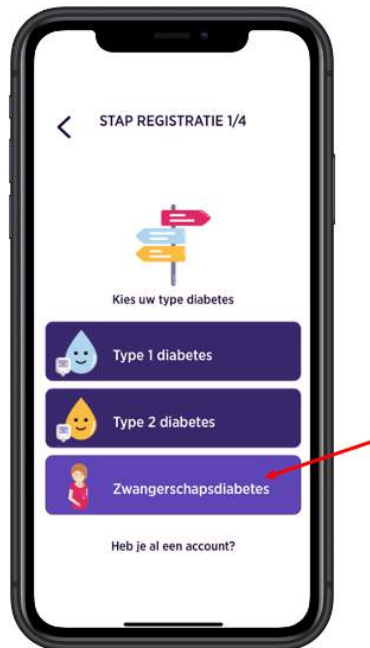 STAP REGISTRATIE 1/4
Kies uw type diabetes
Type 1 diabetes
Type 2 diabetes
Zwangerschapsdiabetes
Heb je al een account?